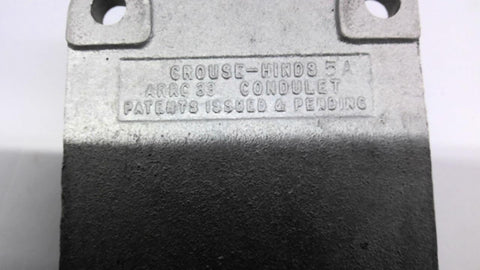 CROUSE-HINDS 5A
ARRC 33 CONDULET
PATENTS ISSUED & PENDING